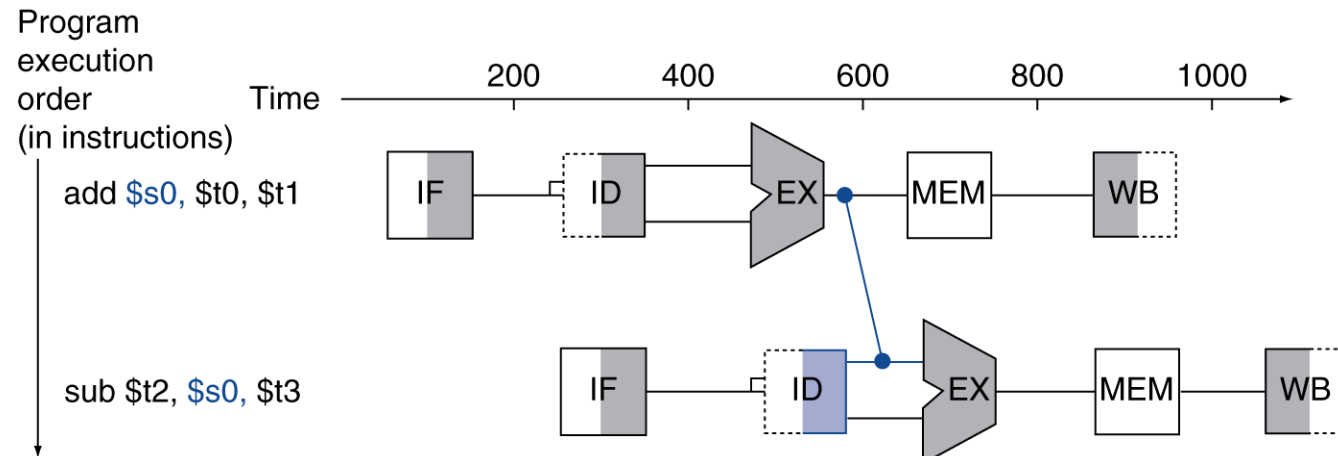 Program
execution
order
(in instructions)
Time
200 400 600 800 1000
add $s0, $t0, $t1
IF ID EX MEM WB
sub $t2, $s0, $t3
IF ID EX MEM WB